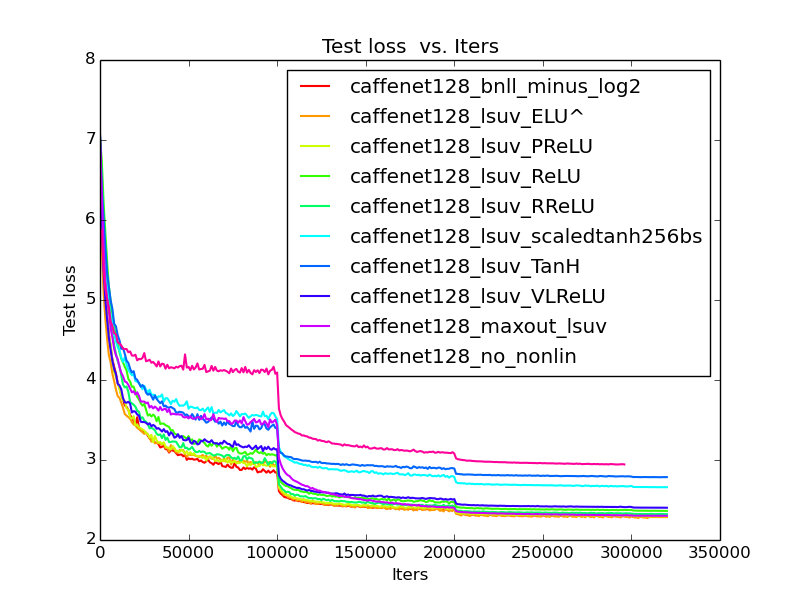 Test loss  vs. Iters
8
7
6
5
4
3
2
Test loss
caffenet128_bnll_minus_log2
caffenet128_lsuv_ELU^
caffenet128_lsuv_PReLU
caffenet128_lsuv_ReLU
caffenet128_lsuv_RReLU
caffenet128_lsuv_scaledtanh256bs
caffenet128_lsuv_TanH
caffenet128_lsuv_VLReLU
caffenet128_maxout_lsuv
caffenet128_no_nonlin
0 50000 100000 150000 200000 250000 300000 350000
Iters